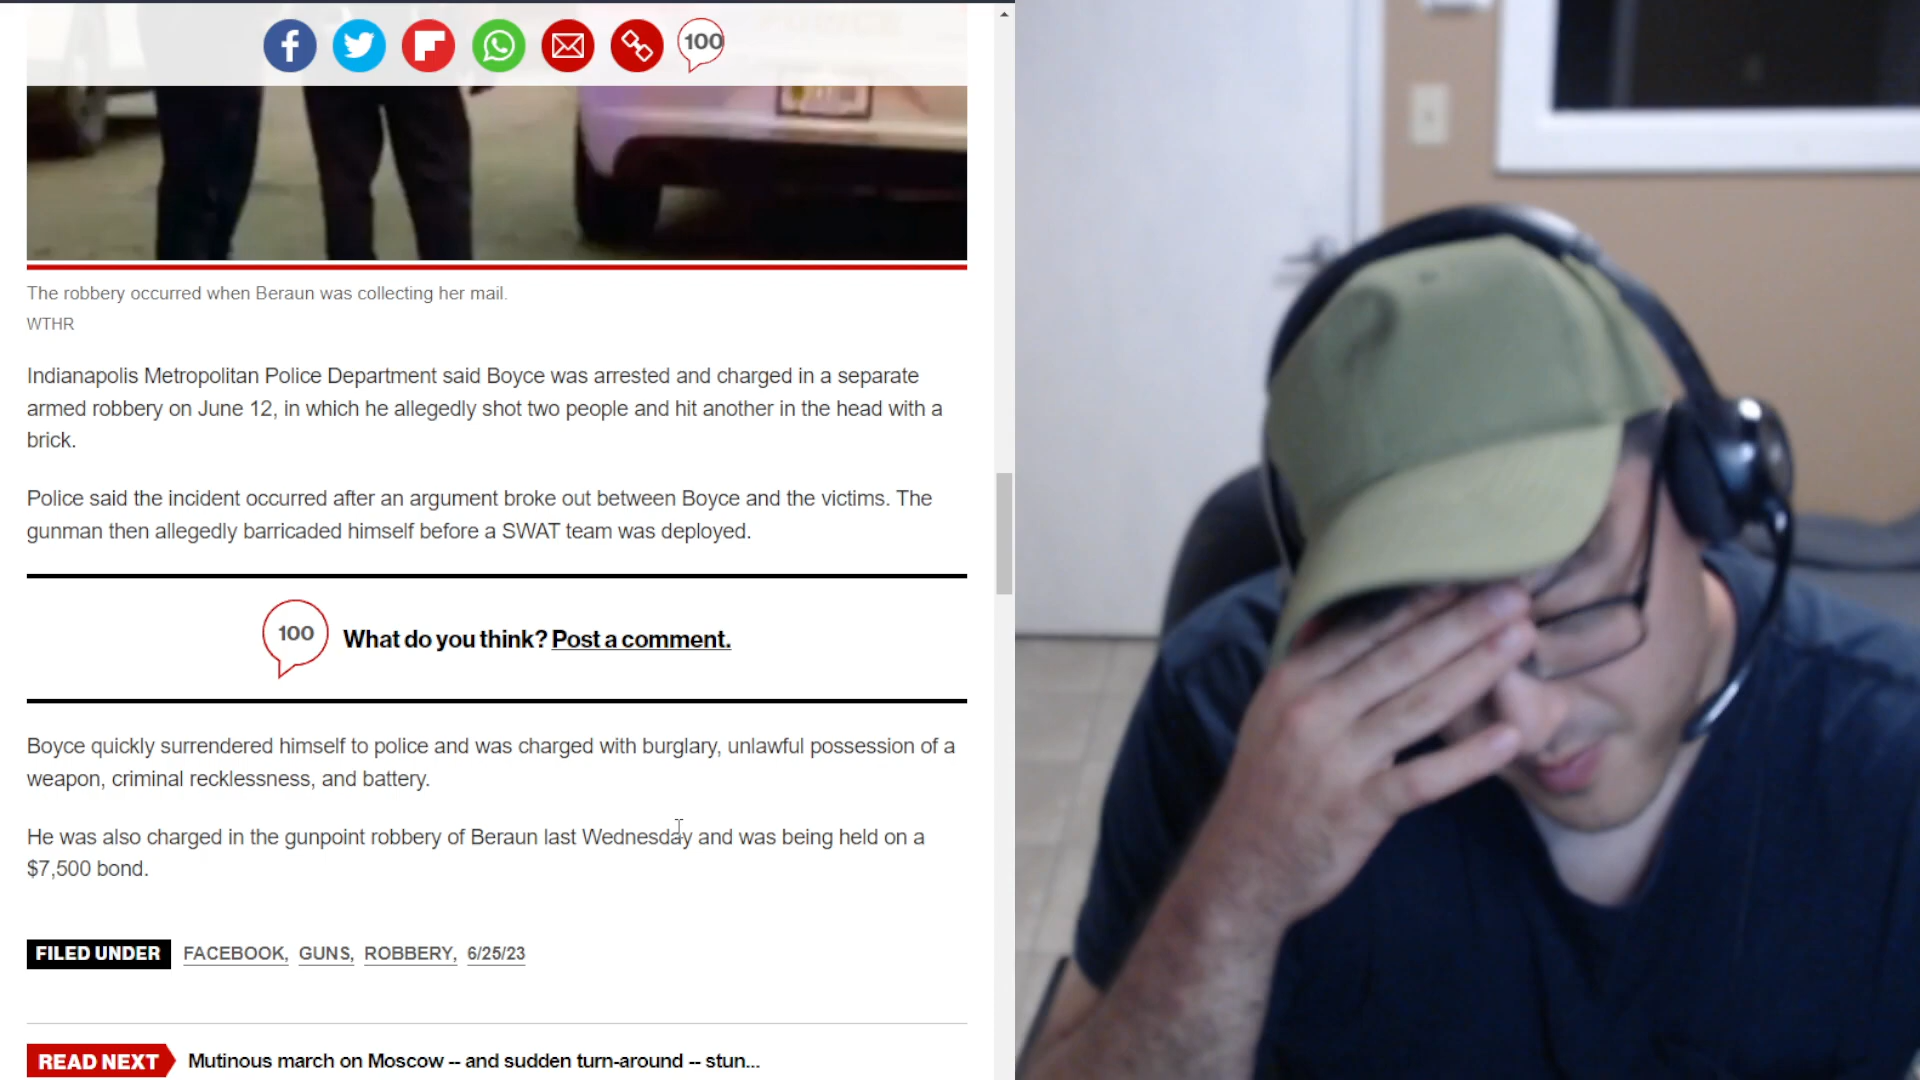 100
The robbery occurred when Beraun was collecting her mail.
WTHR
Indianapolis Metropolitan Police Department said Boyce was arrested and charged in a separate
armed robbery on June 12, in which he allegedly shot two people and hit another in the head with a
brick.
Police said the incident occurred after an argument broke out between Boyce and the victims. The
gunman then allegedly barricaded himself before a SWAT team was deployed.
100
What do you think? Post a comment.
Boyce quickly surrendered himself to police and was charged with burglary, unlawful possession of a
weapon, criminal recklessness, and battery.
He was also charged in the gunpoint robbery of Beraun last Wednesday and was being held on a
$7,500 bond.
FILED UNDER FACEBOOK, GUNS, ROBBERY, 6/25/23
READ NEXT Mutinous march on Moscow -- and sudden turn-around -- stun...